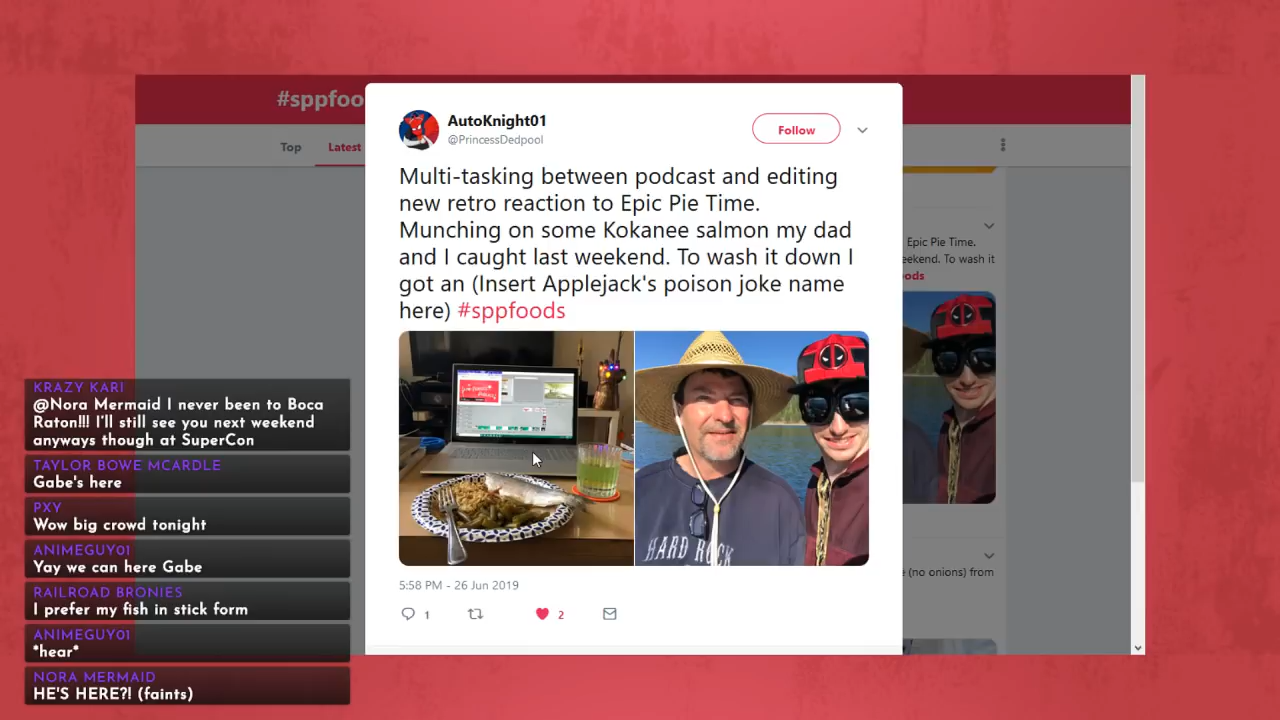 #sppfoo
Top
Latest
AutoKnight01
@PrincessDedpool
Follow
Multi-tasking between podcast and editing
new retro reaction to Epic Pie Time.
Munching on some Kokanee salmon my dad
and I caught last weekend. To wash it down I
got an (Insert Applejack's poison joke name
here) #sppfoods
HARD ROCK
5:58 PM - 26 Jun 2019
1
2
Epic Pie Time.
eekend. To wash it
ods
e (no onions) from
KRAZY KARI
@Nora Mermaid I never been to Boca
Raton!!! I'll still see you next weekend
anyways though at SuperCon
TAYLOR BOWE MCARDLE
Gabe's here
PXY
Wow big crowd tonight
ANIMEGUY01
Yay we can here Gabe
RAILROAD BRONIES
I prefer my fish in stick form
ANIMEGUY01
*hear*
NORA MERMAID
HE'S HERE?! (faints)